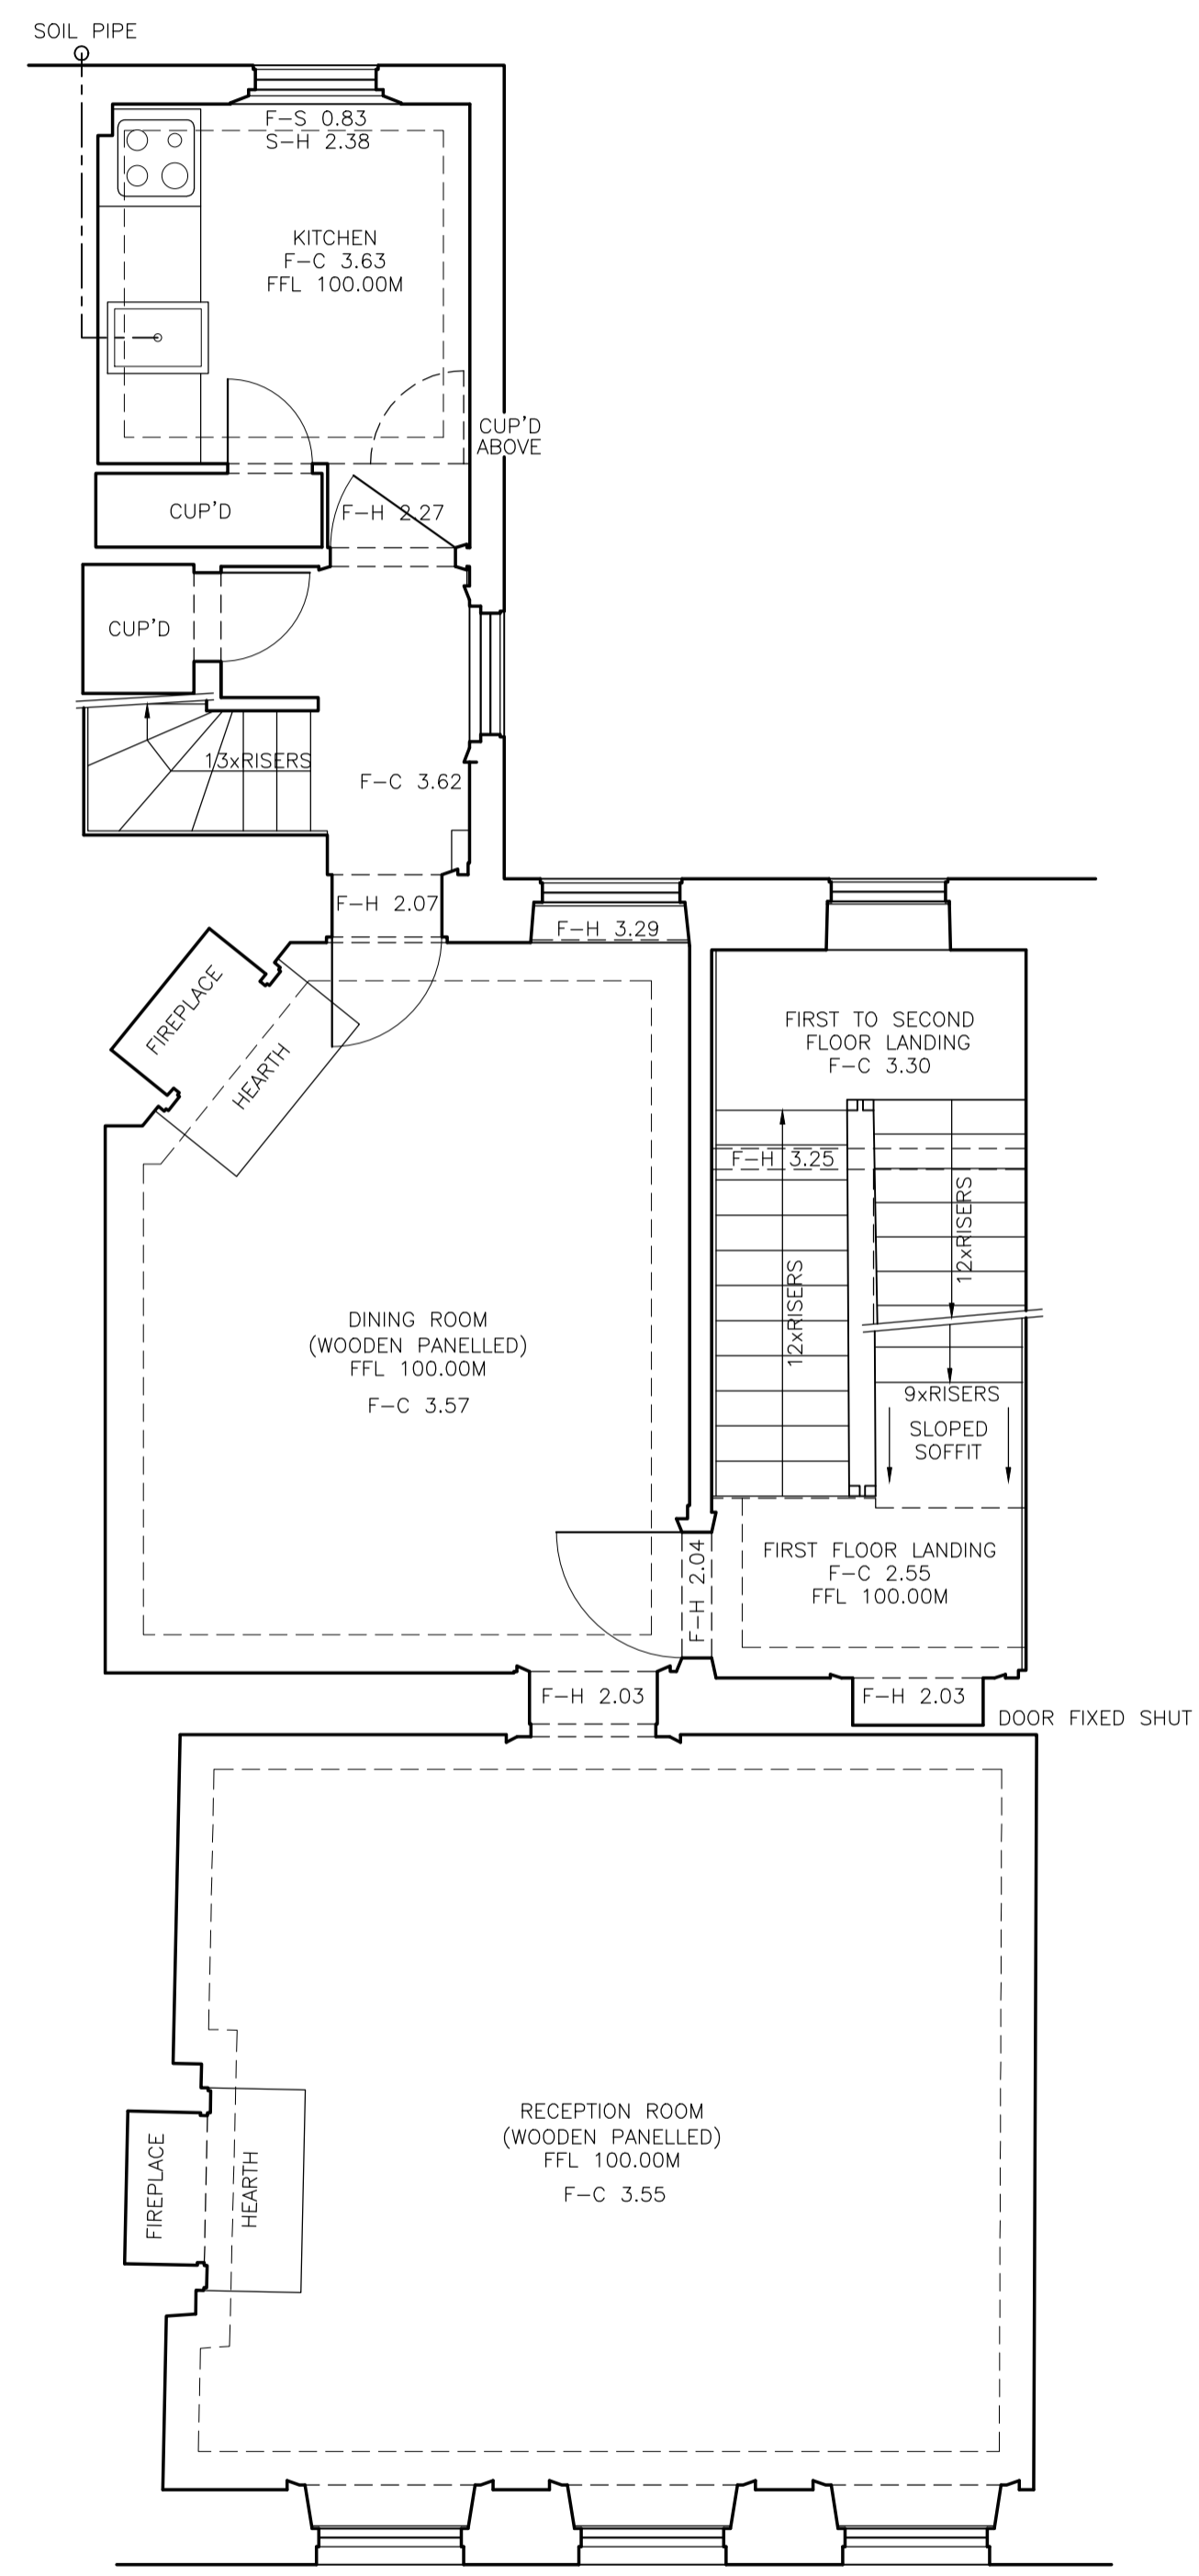 SOIL PIPE
F-S 0.83
S-H 2.38
KITCHEN
F-C 3.63
FFL 100.00M
CUP'D
ABOVE
CUP'D
F-H 2.27
CUP'D
13xRISERS
F-C 3.62
F-H 2.07
F-H 3.29
FIREPLACE
HEARTH
FIRST TO SECOND
FLOOR LANDING
F-C 3.30
F-H 3.25
12xRISERS
12xRISERS
DINING ROOM
(WOODEN PANELLED)
FFL 100.00M
F-C 3.57
9xRISERS
SLOPED
SOFFIT
FIRST FLOOR LANDING
F-C 2.55
FFL 100.00M
F-H 2.04
F-H 2.03
F-H 2.03
DOOR FIXED SHUT
RECEPTION ROOM
(WOODEN PANELLED)
FFL 100.00M
F-C 3.55
FIREPLACE
HEARTH